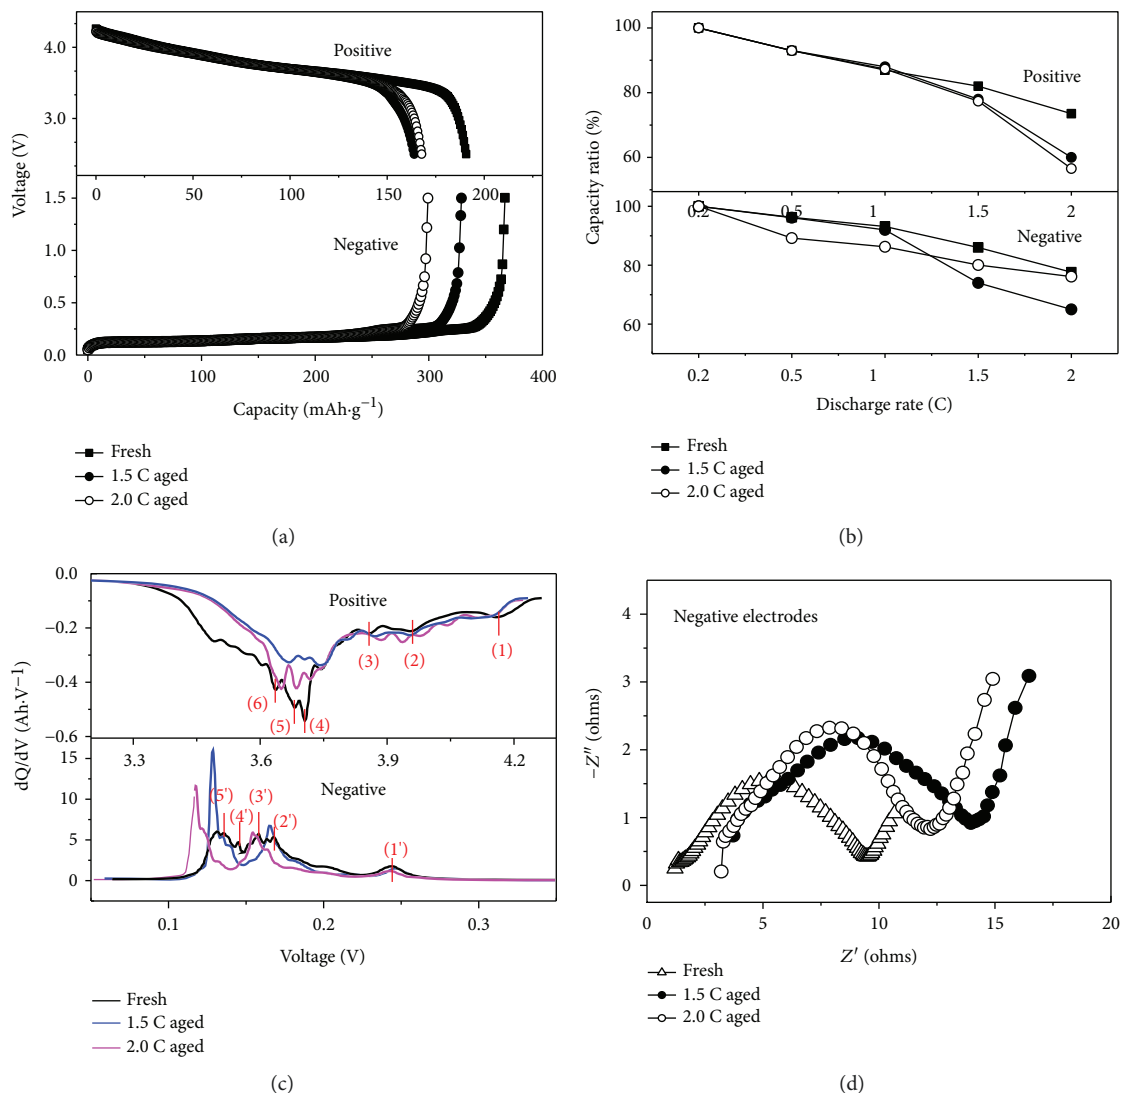 Positive
4.0
3.0
Voltage (V)
0 50 100 150 200
1.5
1.0
0.5
0.0
Negative
0 100 200 300 400
Capacity (mAh·g⁻¹)
Fresh
1.5 C aged
2.0 C aged
(a)
100
80
60
Positive
Capacity ratio (%)
0.2 0.5 1 1.5 2
100
80
60
Negative
0.2 0.5 1 1.5 2
Discharge rate (C)
Fresh
1.5 C aged
2.0 C aged
(b)
0.0
−0.2
−0.4
−0.6
Positive
(1)
(2)
(3)
(6)
(5)
(4)
dQ/dV (Ah·V⁻¹)
3.3 3.6 3.9 4.2
15
10
5
0
Negative
(5')
(4')
(3')
(2')
(1')
0.1 0.2 0.3
Voltage (V)
Fresh
1.5 C aged
2.0 C aged
(c)
Negative electrodes
−4
3
2
1
0
−Z″ (ohms)
0 5 10 15 20
Z′ (ohms)
Fresh
1.5 C aged
2.0 C aged
(d)